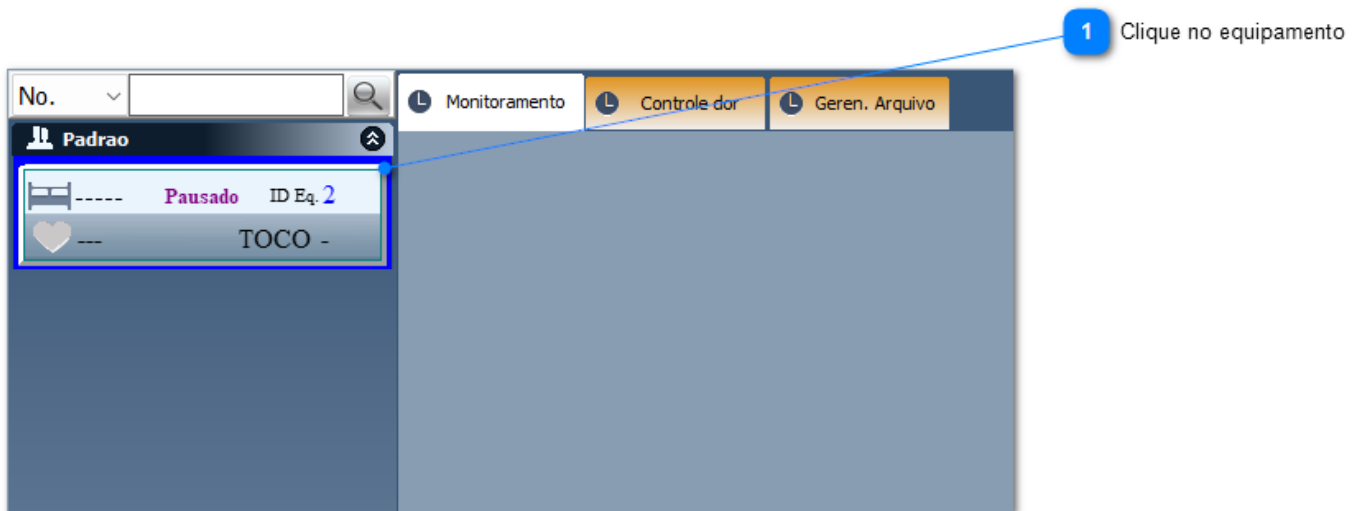 1 Clique no equipamento
No.
Monitoramento Controle dor Geren. Arquivo
Padrao
----- Pausado ID Eq. 2
--- TOCO -